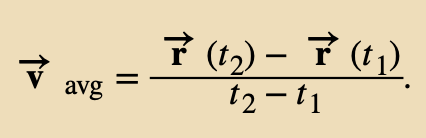 v⃗ avg = (r⃗ (t₂) − r⃗ (t₁)) / (t₂ − t₁).